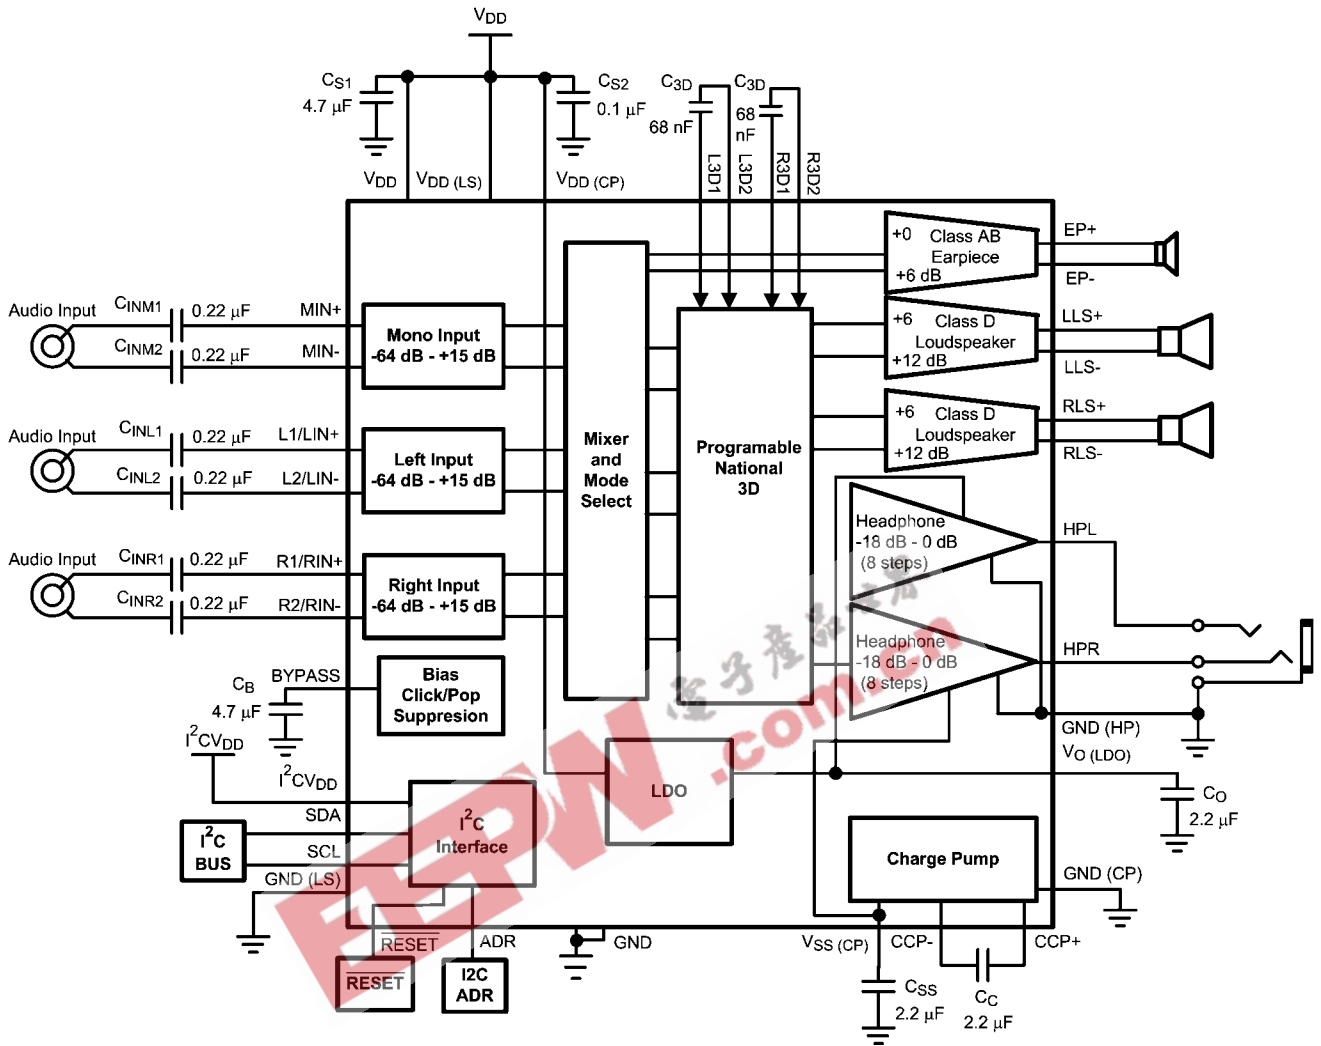 VDD
CS1
4.7 µF
CS2
0.1 µF
C3D
68 nF
C3D
68
nF
VDD
VDD (LS)
VDD (CP)
L3D1
L3D2
R3D1
R3D2
Audio Input
CINM1
0.22 µF
MIN+
CINM2
0.22 µF
MIN-
Mono Input
-64 dB - +15 dB
Audio Input
CINL1
0.22 µF
L1/LIN+
CINL2
0.22 µF
L2/LIN-
Left Input
-64 dB - +15 dB
Audio Input
CINR1
0.22 µF
R1/RIN+
CINR2
0.22 µF
R2/RIN-
Right Input
-64 dB - +15 dB
Mixer
and
Mode
Select
Programable
National
3D
+0
Class AB
Earpiece
+6 dB
EP+
EP-
+6
Class D
Loudspeaker
+12 dB
LLS+
LLS-
+6
Class D
Loudspeaker
+12 dB
RLS+
RLS-
Headphone
-18 dB - 0 dB
(8 steps)
HPL
Headphone
-18 dB - 0 dB
(8 steps)
HPR
GND (HP)
VO (LDO)
CO
2.2 µF
CB
4.7 µF
BYPASS
Bias
Click/Pop
Suppresion
I2CVDD
I2CVDD
SDA
SCL
I2C
BUS
GND (LS)
I2C
Interface
LDO
Charge Pump
GND (CP)
RESET
RESET
ADR
I2C
ADR
GND
VSS (CP)
CCP-
CCP+
CSS
2.2 µF
CC
2.2 µF
EEPW.com.cn
電子產品世界